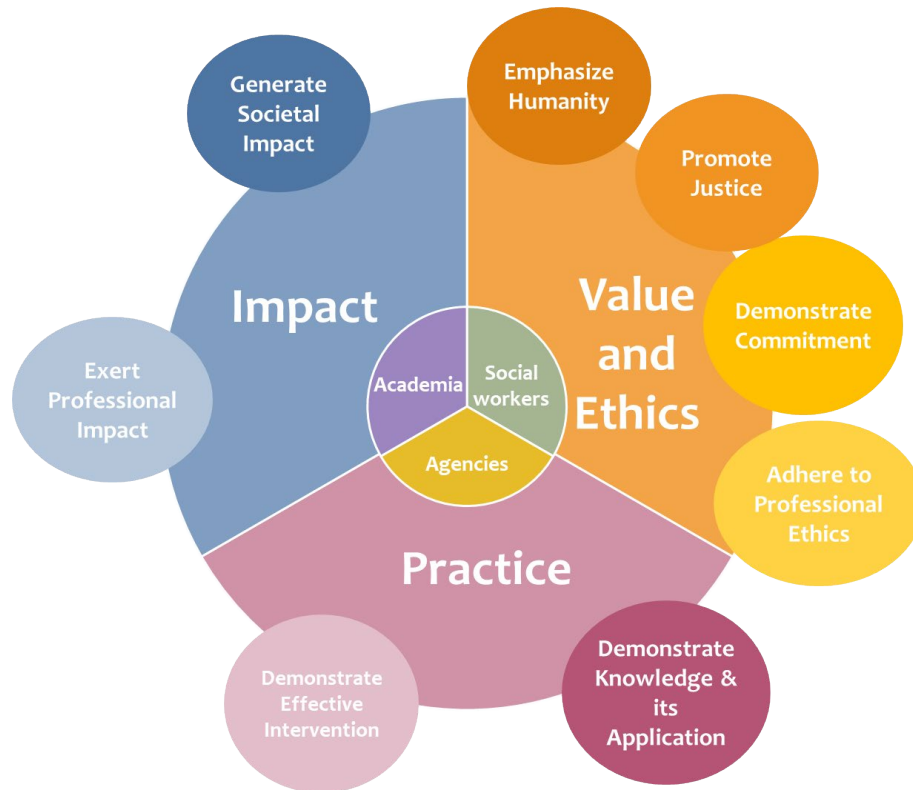 Generate
Societal
Impact
Emphasize
Humanity
Promote
Justice
Demonstrate
Commitment
Adhere to
Professional
Ethics
Value
and
Ethics
Impact
Exert
Professional
Impact
Academia
Social
workers
Agencies
Practice
Demonstrate
Effective
Intervention
Demonstrate
Knowledge &
its
Application